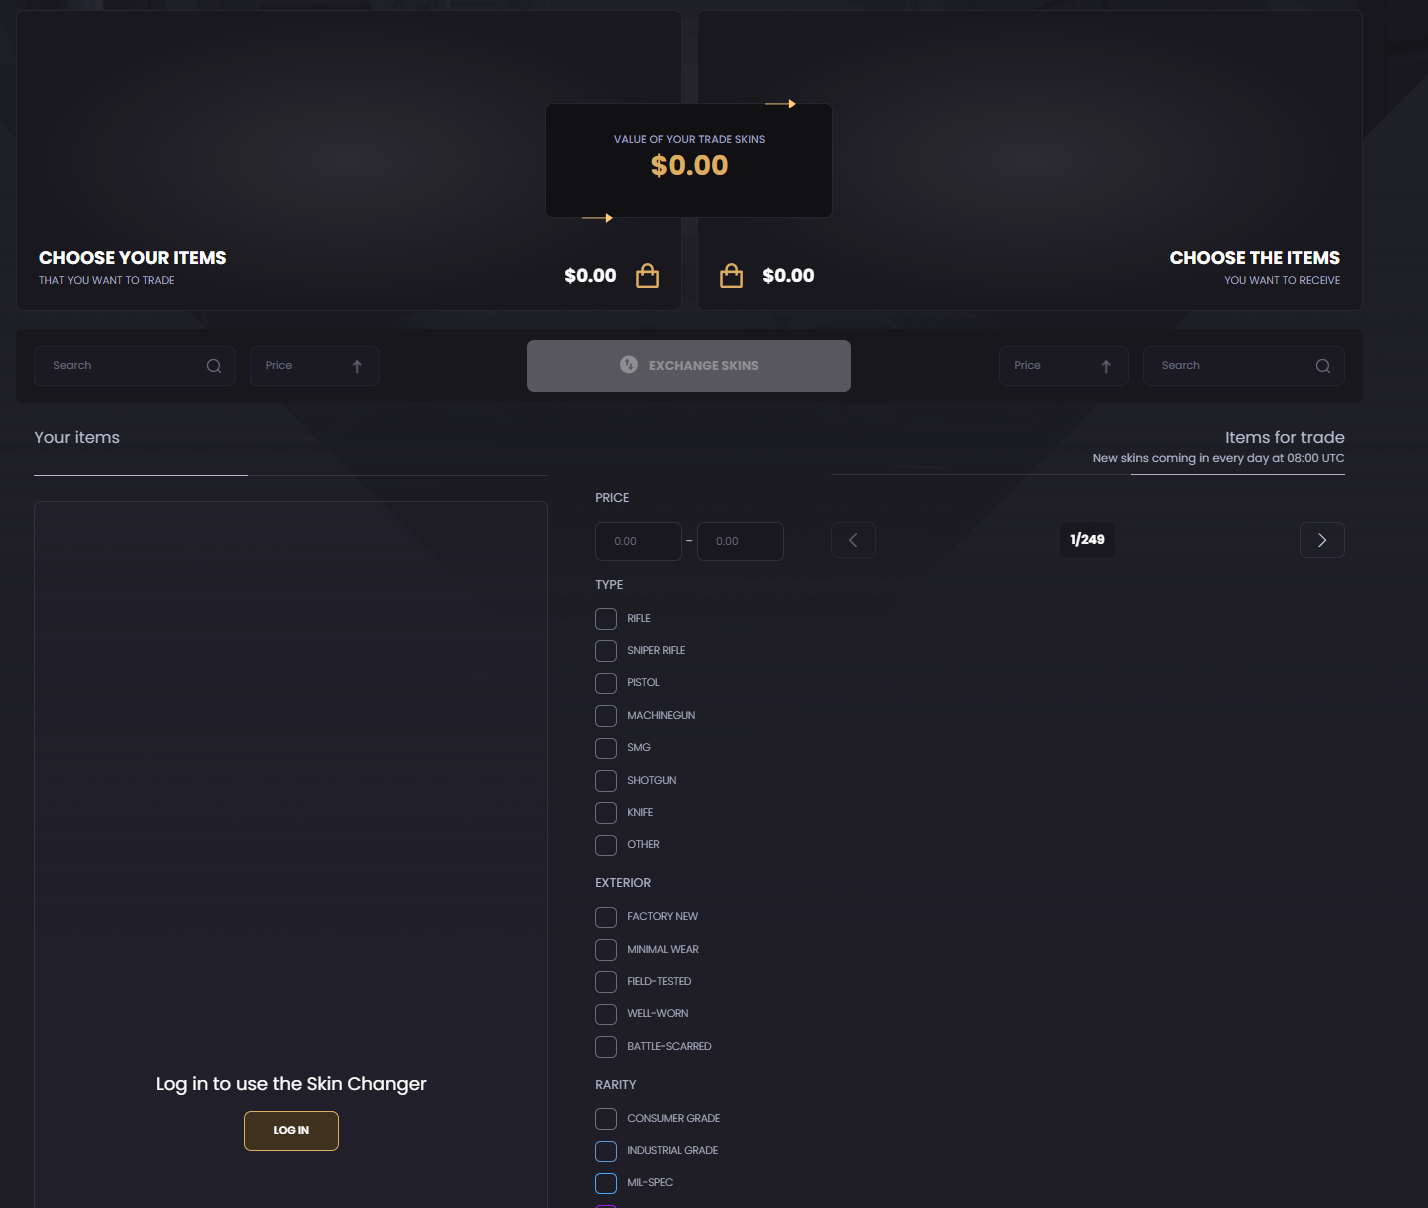 VALUE OF YOUR TRADE SKINS
$0.00
CHOOSE YOUR ITEMS
THAT YOU WANT TO TRADE
$0.00
$0.00
CHOOSE THE ITEMS
YOU WANT TO RECEIVE
Search
Price
EXCHANGE SKINS
Price
Search
Your items
Items for trade
New skins coming in every day at 08:00 UTC
PRICE
0.00 - 0.00
1/249
TYPE
RIFLE
SNIPER RIFLE
PISTOL
MACHINEGUN
SMG
SHOTGUN
KNIFE
OTHER
EXTERIOR
FACTORY NEW
MINIMAL WEAR
FIELD-TESTED
WELL-WORN
BATTLE-SCARRED
RARITY
CONSUMER GRADE
INDUSTRIAL GRADE
MIL-SPEC
Log in to use the Skin Changer
LOG IN